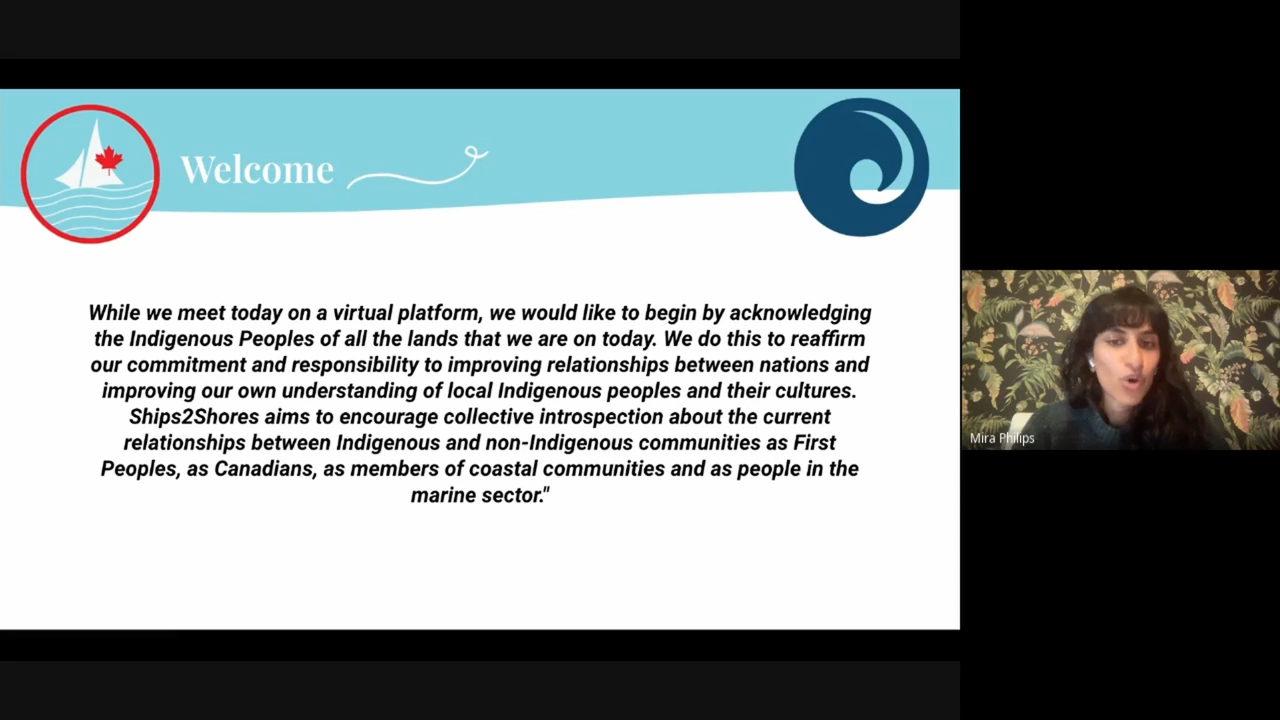 Welcome
While we meet today on a virtual platform, we would like to begin by acknowledging
the Indigenous Peoples of all the lands that we are on today. We do this to reaffirm
our commitment and responsibility to improving relationships between nations and
improving our own understanding of local Indigenous peoples and their cultures.
Ships2Shores aims to encourage collective introspection about the current
relationships between Indigenous and non-Indigenous communities as First
Peoples, as Canadians, as members of coastal communities and as people in the
marine sector."
Mira Philips